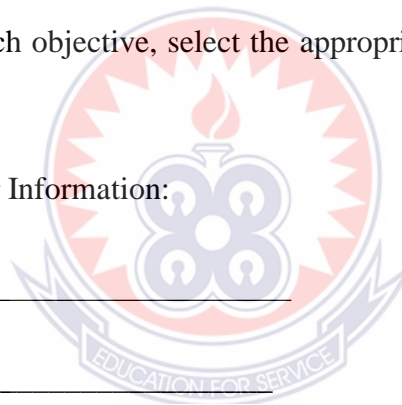 ch objective, select the appropri
Information:
EDUCATION FOR SERVICE